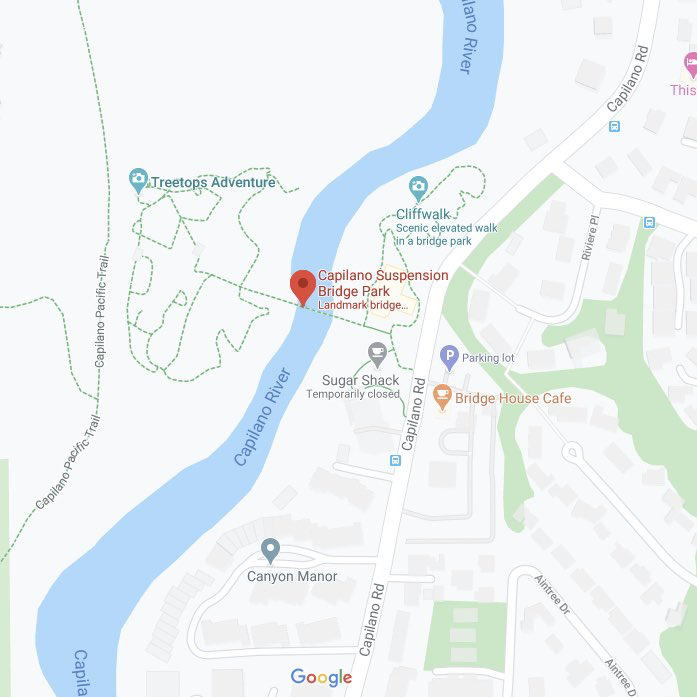 Capilano River
Capilano Rd
This
Treetops Adventure
Cliffwalk
Scenic elevated walk
in a bridge park
Riviere Pl
Capilano Pacific Trail
Capilano Suspension
Bridge Park
Landmark bridge...
Parking lot
Sugar Shack
Temporarily closed
Bridge House Cafe
Capilano River
Capilano Rd
Capilano Pacific Trail
Canyon Manor
Aintree Dr
Capilano Rd
Aintree D
Capil
Google